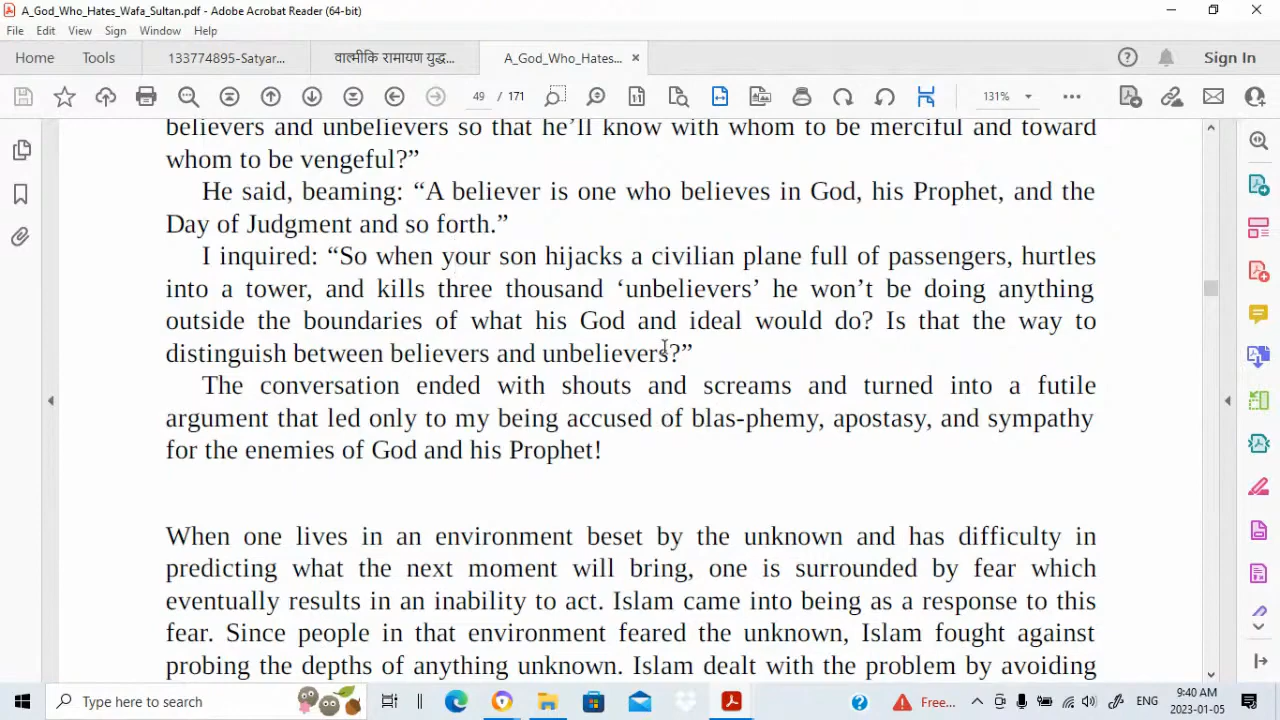 A_God_Who_Hates_Wafa_Sultan.pdf - Adobe Acrobat Reader (64-bit)
File Edit View Sign Window Help
Home Tools 133774895-Satyar... वाल्मीकि रामायण युद्ध... A_God_Who_Hates... Sign In
49 / 171 131%
believers and unbelievers so that he’ll know with whom to be merciful and toward
whom to be vengeful?”
He said, beaming: “A believer is one who believes in God, his Prophet, and the
Day of Judgment and so forth.”
I inquired: “So when your son hijacks a civilian plane full of passengers, hurtles
into a tower, and kills three thousand ‘unbelievers’ he won’t be doing anything
outside the boundaries of what his God and ideal would do? Is that the way to
distinguish between believers and unbelievers?”
The conversation ended with shouts and screams and turned into a futile
argument that led only to my being accused of blas-phemy, apostasy, and sympathy
for the enemies of God and his Prophet!
When one lives in an environment beset by the unknown and has difficulty in
predicting what the next moment will bring, one is surrounded by fear which
eventually results in an inability to act. Islam came into being as a response to this
fear. Since people in that environment feared the unknown, Islam fought against
probing the depths of anything unknown. Islam dealt with the problem by avoiding
Type here to search Free... ENG 9:40 AM
2023-01-05